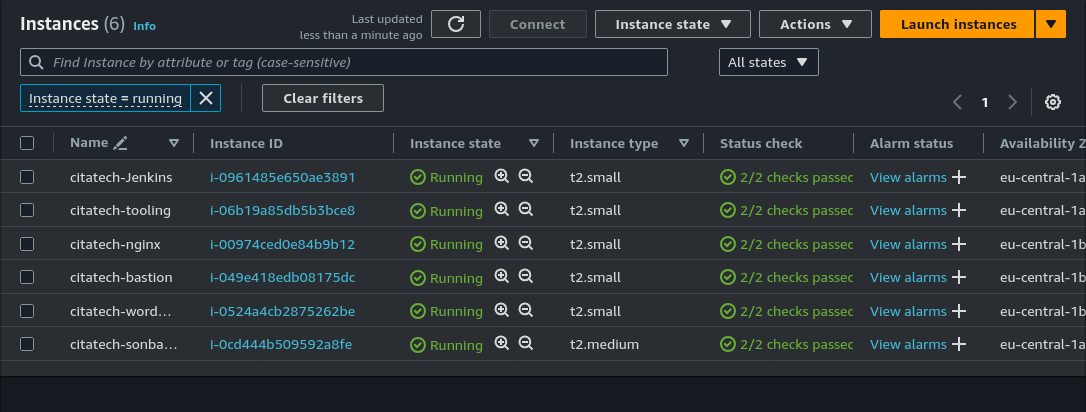 Instances (6) Info
Last updated
less than a minute ago
Connect
Instance state
Actions
Launch instances
Find Instance by attribute or tag (case-sensitive)
All states
Instance state = running
Clear filters
1
Name Instance ID Instance state Instance type Status check Alarm status Availability Z
citatech-Jenkins i-0961485e650ae3891 Running t2.small 2/2 checks passec View alarms + eu-central-1a
citatech-tooling i-06b19a85db5b3bce8 Running t2.small 2/2 checks passec View alarms + eu-central-1a
citatech-nginx i-00974ced0e84b9b12 Running t2.small 2/2 checks passec View alarms + eu-central-1b
citatech-bastion i-049e418edb08175dc Running t2.small 2/2 checks passec View alarms + eu-central-1b
citatech-word... i-0524a4cb2875262be Running t2.small 2/2 checks passec View alarms + eu-central-1b
citatech-sonba... i-0cd444b509592a8fe Running t2.medium 2/2 checks passec View alarms + eu-central-1a